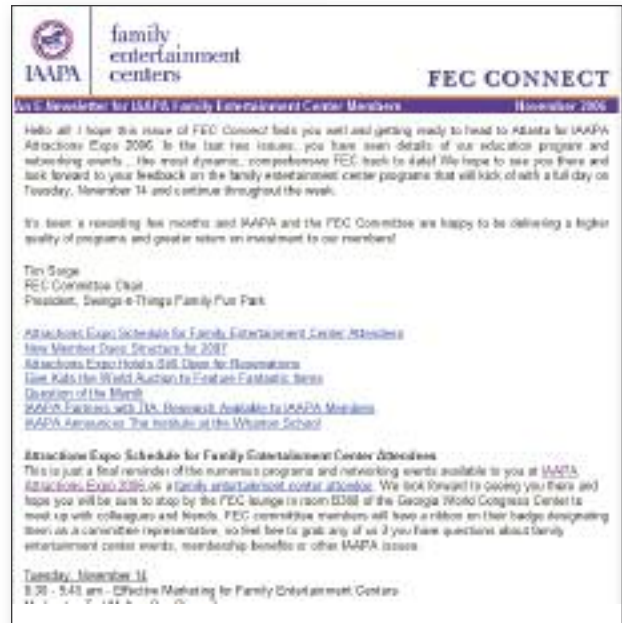 IAAPA
family
entertainment
centers
FEC CONNECT
An E-Newsletter for IAAPA Family Entertainment Center Members November 2006
Hello all! I hope this issue of FEC Connect finds you well and getting ready to head to Atlanta for IAAPA
Attractions Expo 2006. In the last two issues, you have seen details of our education program and
networking events... the most dynamic, comprehensive FEC track to date! We hope to see you there and
look forward to your feedback on the family entertainment center programs that will kick of with a full day on
Tuesday, November 14 and continue throughout the week.
It's been a rewarding few months and IAAPA and the FEC Committee are happy to be delivering a higher
quality of programs and greater return on investment to our members!
Tim Sorge
FEC Committee Chair
President, Swings-n-Things Family Fun Park
Attractions Expo Schedule for Family Entertainment Center Attendees
New Member Dues Structure for 2007
Attractions Expo Hotels Still Open for Reservations
Give Kids the World Auction to Feature Fantastic Items
Question of the Month
IAAPA Partners with TIA, Research Available to IAAPA Members
IAAPA Announces The Institute at the Wharton School
Attractions Expo Schedule for Family Entertainment Center Attendees
This is just a final reminder of the numerous programs and networking events available to you at IAAPA
Attractions Expo 2006 as a family entertainment center attendee. We look forward to seeing you there and
hope you will be sure to stop by the FEC lounge in room B308 of the Georgia World Congress Center to
meet up with colleagues and friends. FEC committee members will have a ribbon on their badge designating
them as a committee representative, so feel free to grab any of us if you have questions about family
entertainment center events, membership benefits or other IAAPA issues.
Tuesday, November 14
8:30 - 9:45 am - Effective Marketing for Family Entertainment Centers